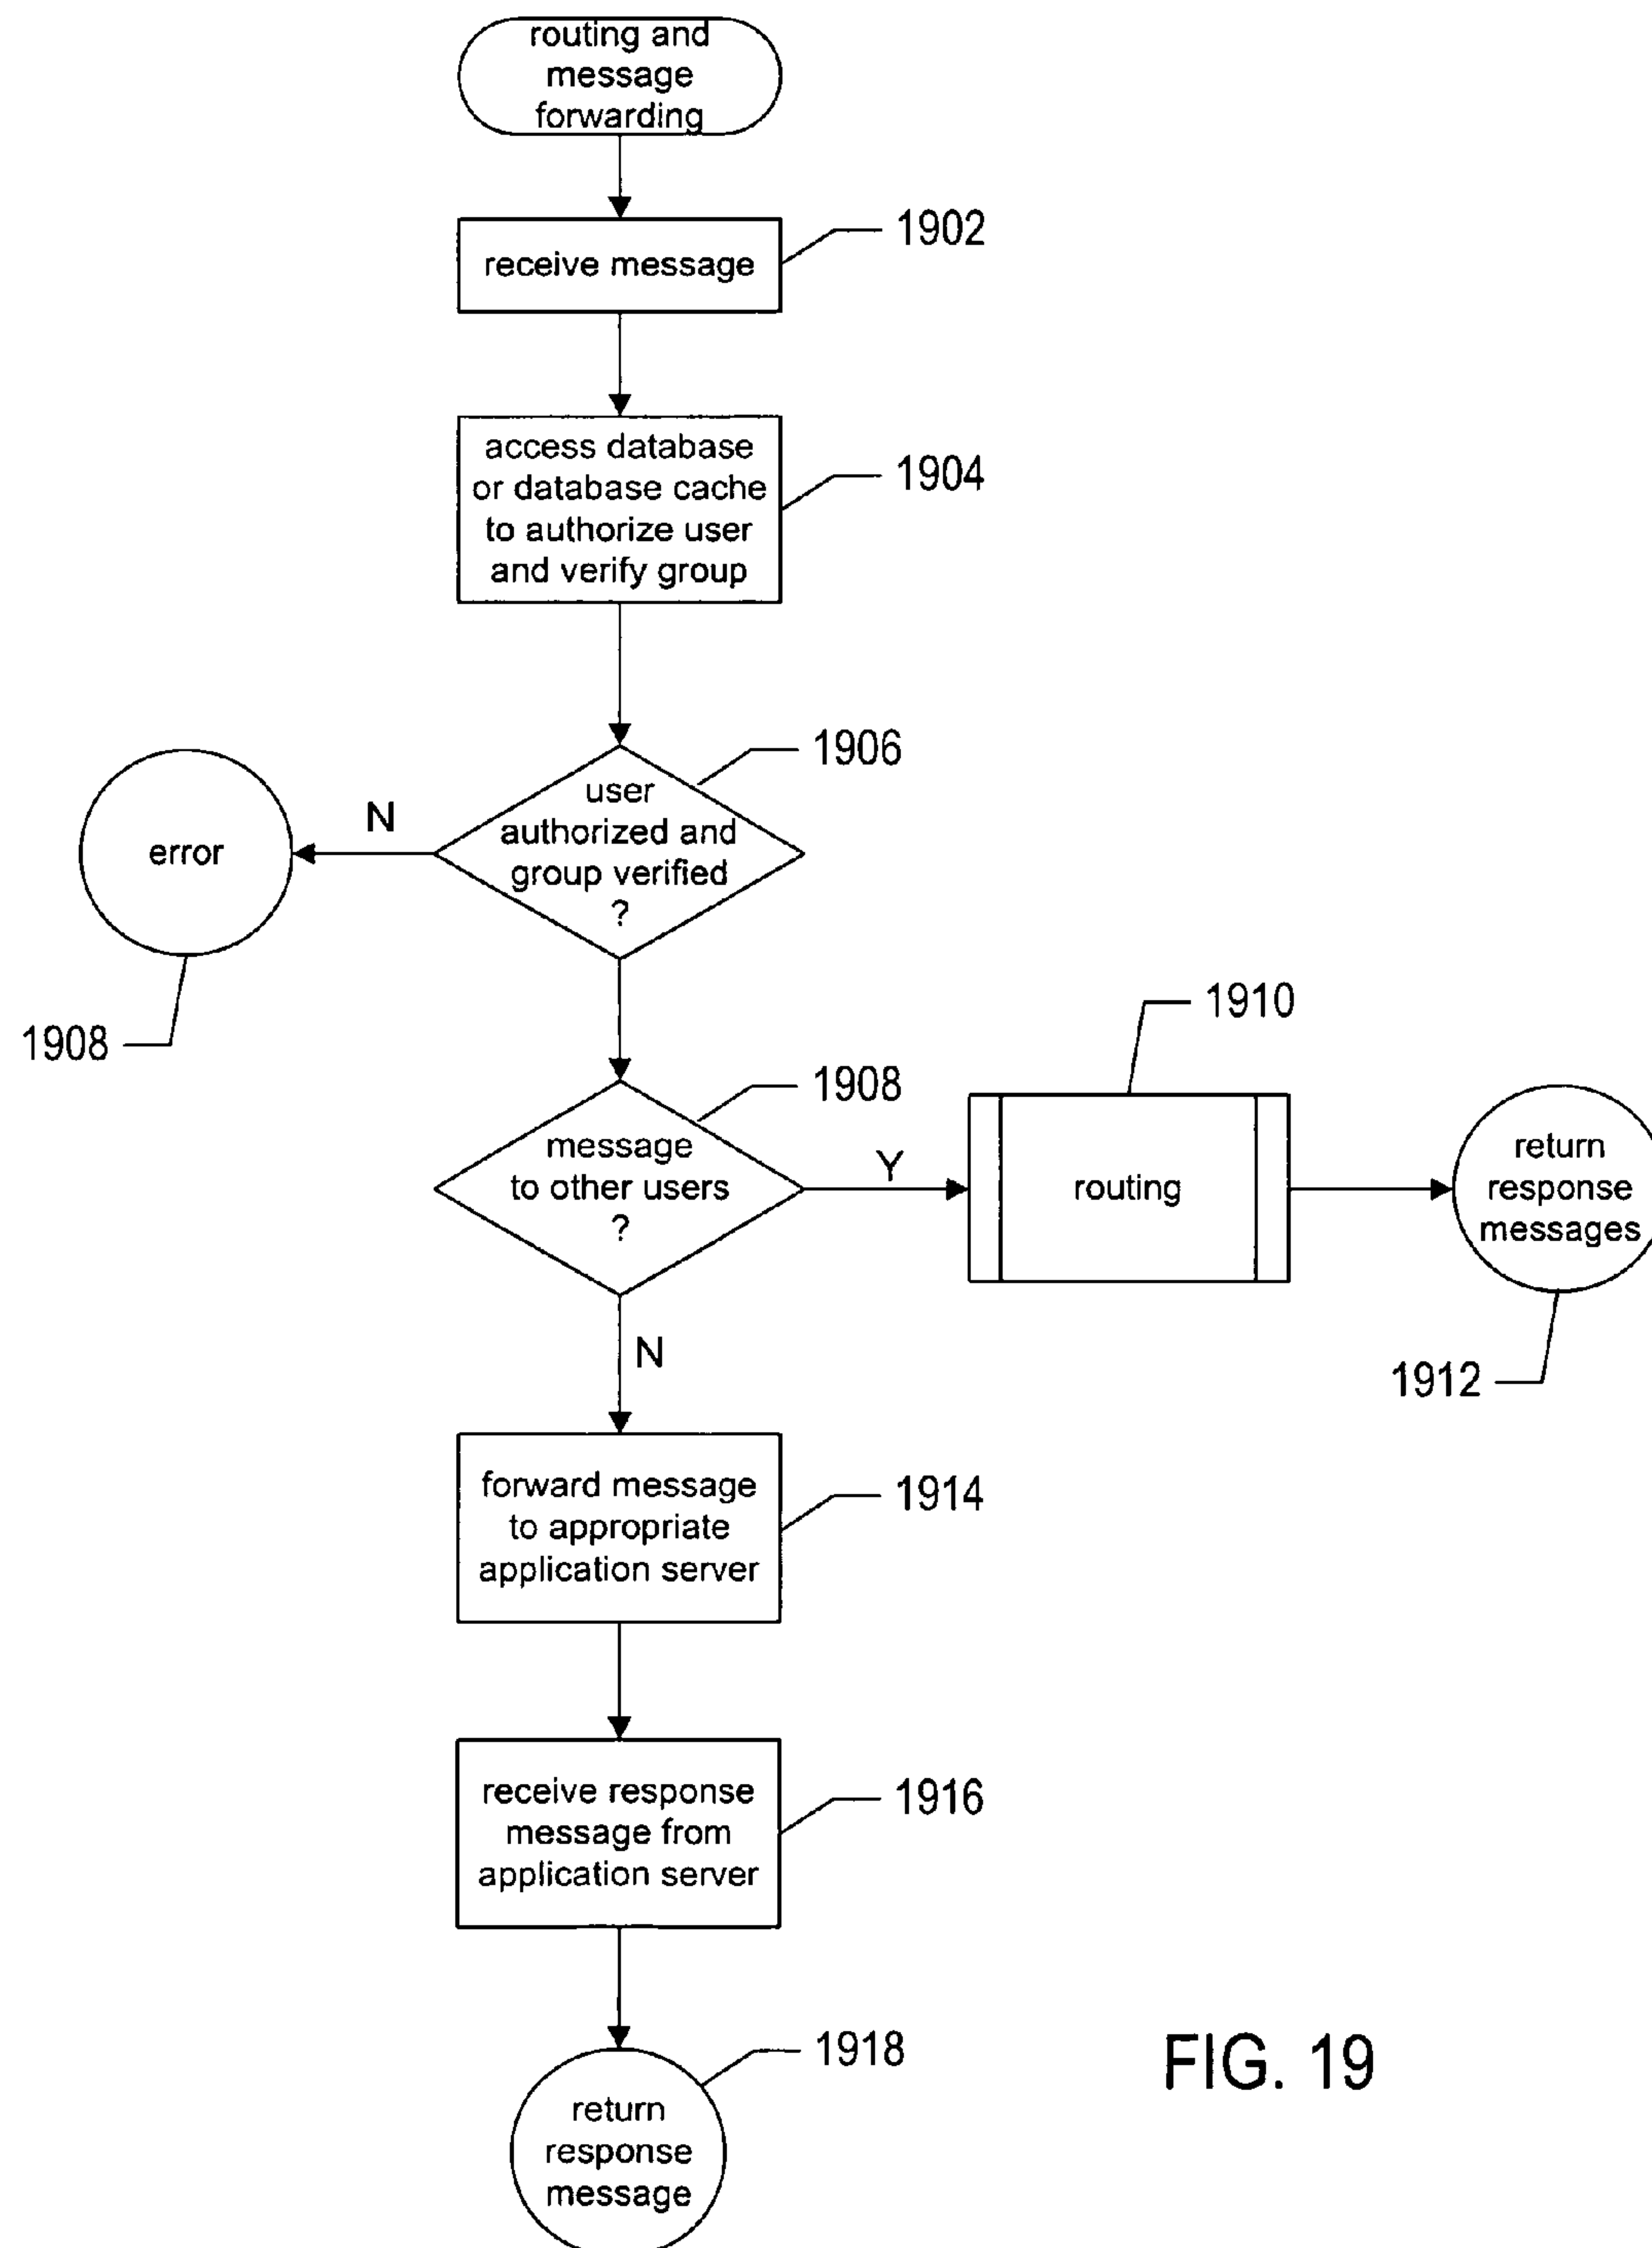 routing and
message
forwarding
receive message
1902
access database
or database cache
to authorize user
and verify group
1904
user
authorized and
group verified
?
1906
N
error
1908
message
to other users
?
1908
Y
routing
1910
return
response
messages
1912
N
forward message
to appropriate
application server
1914
receive response
message from
application server
1916
return
response
message
1918
FIG. 19